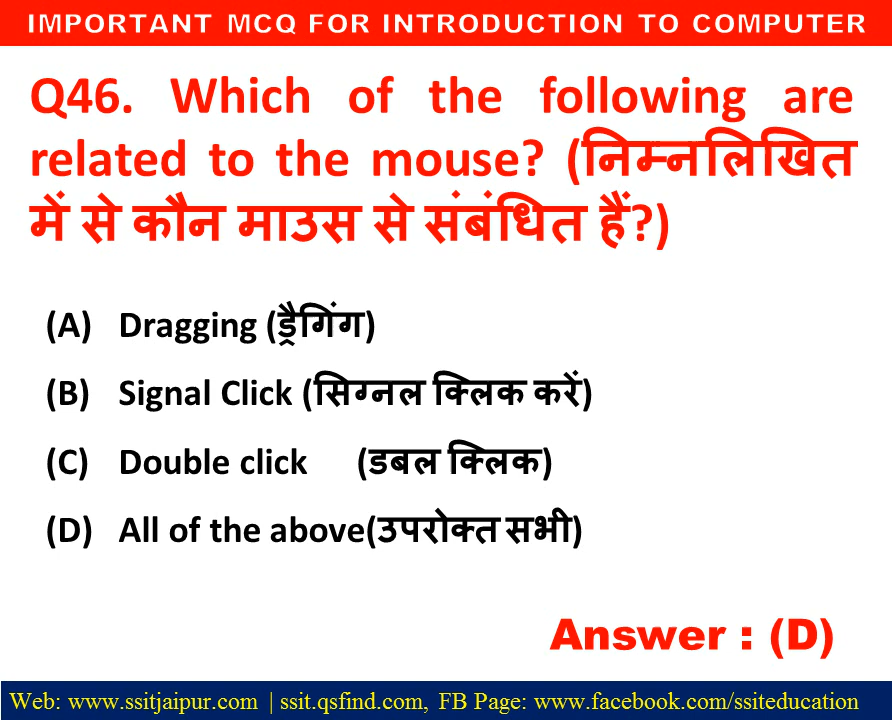 IMPORTANT MCQ FOR INTRODUCTION TO COMPUTER
Q46. Which of the following are
related to the mouse? (निम्नलिखित
में से कौन माउस से संबंधित हैं?)
(A) Dragging (ड्रैगिंग)
(B) Signal Click (सिग्नल क्लिक करें)
(C) Double click (डबल क्लिक)
(D) All of the above(उपरोक्त सभी)
Answer : (D)
Web: www.ssitjaipur.com | ssit.qsfind.com, FB Page: www.facebook.com/ssiteducation